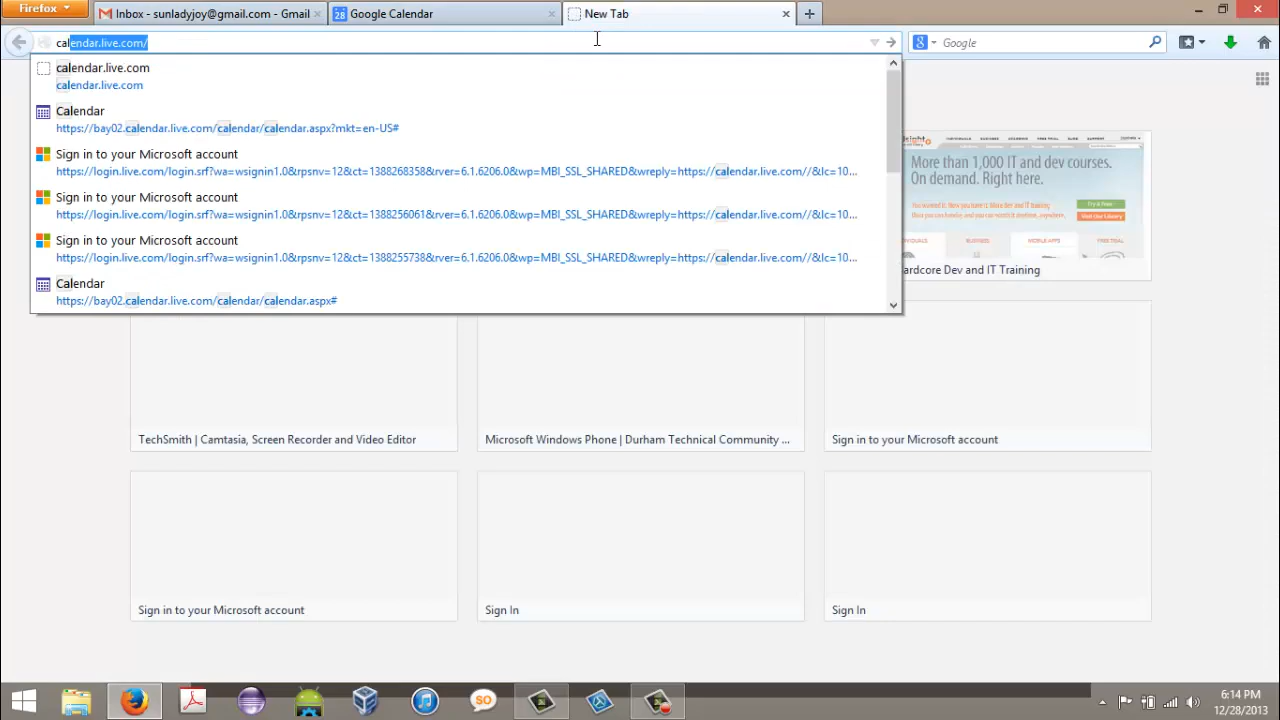 Firefox
Inbox - sunladyjoy@gmail.com - Gmail
28
Google Calendar
New Tab
calendar.live.com/
Google
calendar.live.com
calendar.live.com
Calendar
https://bay02.calendar.live.com/calendar/calendar.aspx?mkt=en-US#
Sign in to your Microsoft account
https://login.live.com/login.srf?wa=wsignin1.0&rpsnv=12&ct=1388268358&rver=6.1.6206.0&wp=MBI_SSL_SHARED&wreply=https://calendar.live.com//&lc=10...
Sign in to your Microsoft account
https://login.live.com/login.srf?wa=wsignin1.0&rpsnv=12&ct=1388256061&rver=6.1.6206.0&wp=MBI_SSL_SHARED&wreply=https://calendar.live.com//&lc=10...
Sign in to your Microsoft account
https://login.live.com/login.srf?wa=wsignin1.0&rpsnv=12&ct=1388255738&rver=6.1.6206.0&wp=MBI_SSL_SHARED&wreply=https://calendar.live.com//&lc=10...
Calendar
https://bay02.calendar.live.com/calendar/calendar.aspx#
More than 1,000 IT and dev courses.
On demand. Right here.
MOBILE APPS
FREE TRIAL
ardcore Dev and IT Training
TechSmith | Camtasia, Screen Recorder and Video Editor
Microsoft Windows Phone | Durham Technical Community ...
Sign in to your Microsoft account
Sign in to your Microsoft account
Sign In
Sign In
SO
6:14 PM
12/28/2013